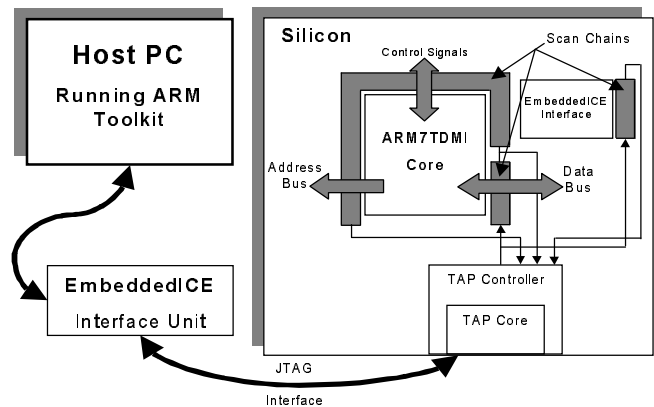 Host PC
Running ARM
Toolkit
EmbeddedICE
Interface Unit
JTAG
Interface
Silicon
Control Signals
Scan Chains
EmbeddedICE
Interface
ARM7TDMI
Core
Address
Bus
Data
Bus
TAP Controller
TAP Core